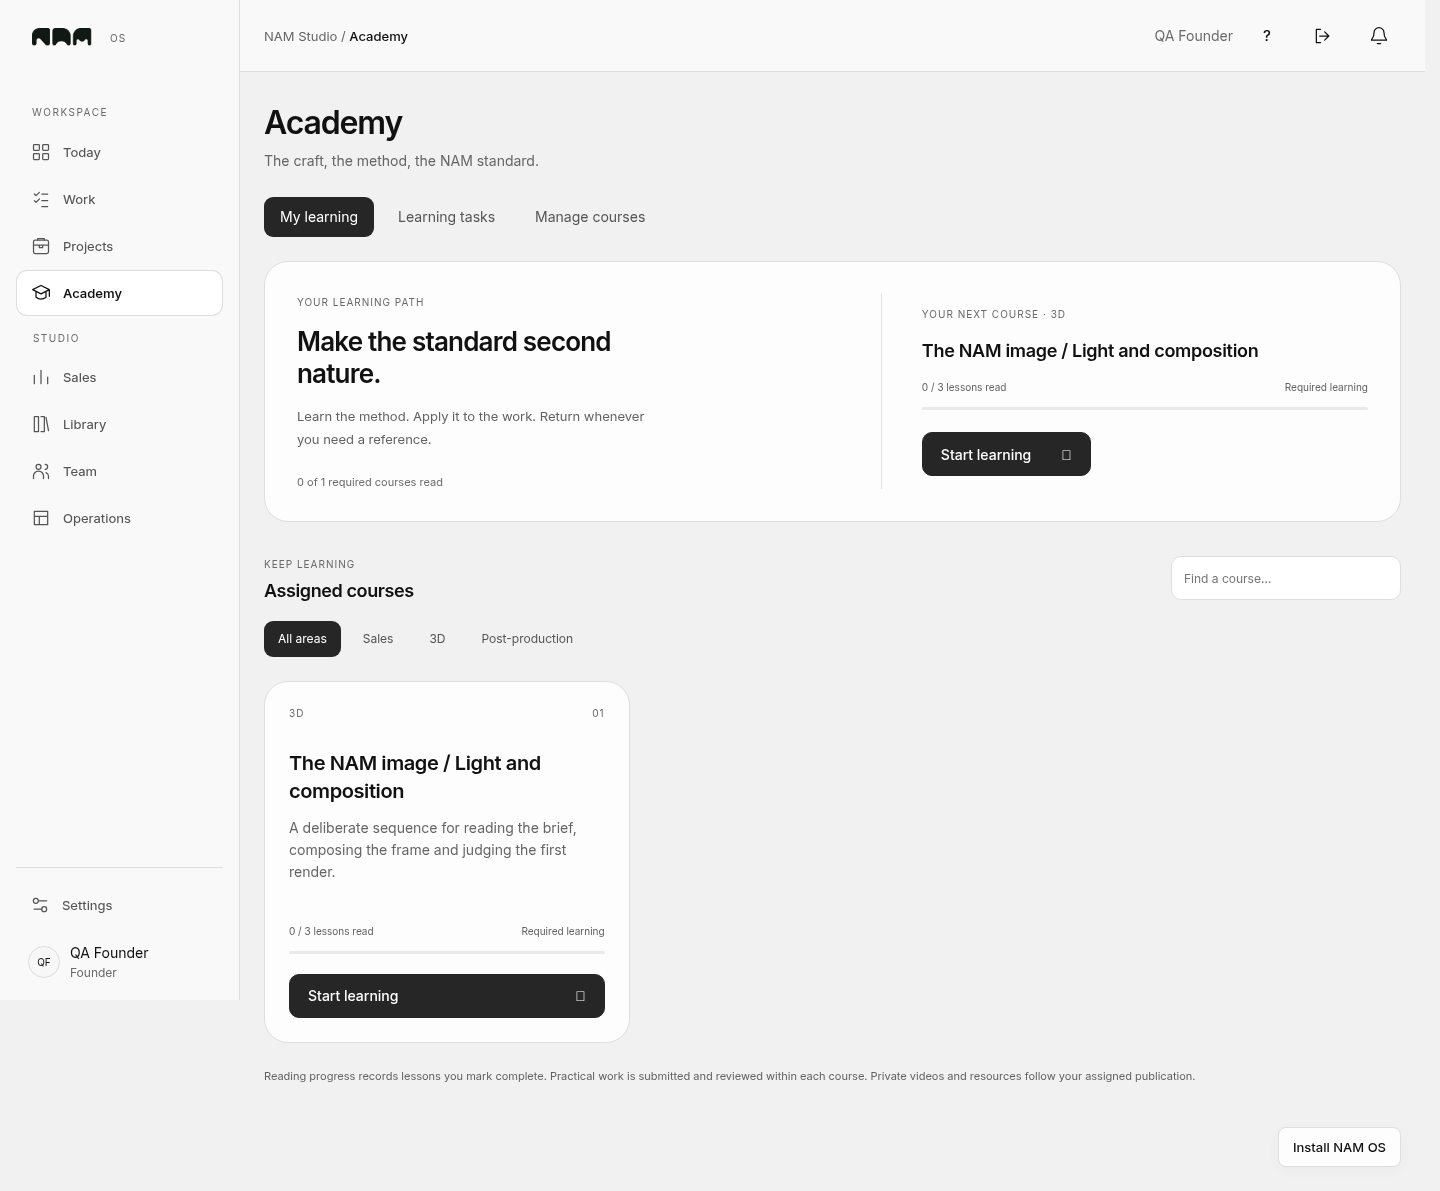 NAM OS
WORKSPACE
Today
Work
Projects
Academy
STUDIO
Sales
Library
Team
Operations
Settings
QF
QA Founder
Founder
NAM Studio / Academy
QA Founder
?
Academy
The craft, the method, the NAM standard.
My learning
Learning tasks
Manage courses
YOUR LEARNING PATH
Make the standard second
nature.
Learn the method. Apply it to the work. Return whenever
you need a reference.
0 of 1 required courses read
YOUR NEXT COURSE · 3D
The NAM image / Light and composition
0 / 3 lessons read
Required learning
Start learning
KEEP LEARNING
Assigned courses
Find a course...
All areas
Sales
3D
Post-production
3D
01
The NAM image / Light and
composition
A deliberate sequence for reading the brief,
composing the frame and judging the first
render.
0 / 3 lessons read
Required learning
Start learning
Reading progress records lessons you mark complete. Practical work is submitted and reviewed within each course. Private videos and resources follow your assigned publication.
Install NAM OS